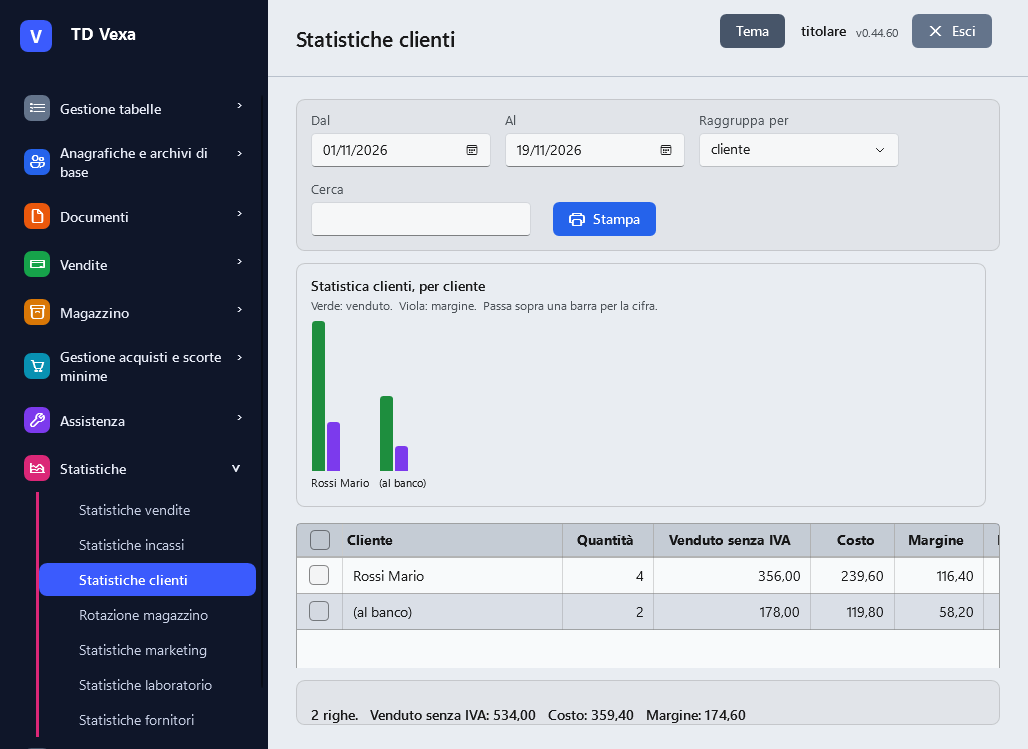 V TD Vexa
Gestione tabelle
Anagrafiche e archivi di
base
Documenti
Vendite
Magazzino
Gestione acquisti e scorte
minime
Assistenza
Statistiche
Statistiche vendite
Statistiche incassi
Statistiche clienti
Rotazione magazzino
Statistiche marketing
Statistiche laboratorio
Statistiche fornitori
Statistiche clienti
Tema titolare v0.44.60 Esci
Dal Al Raggruppa per
01/11/2026 19/11/2026 cliente
Cerca
Stampa
Statistica clienti, per cliente
Verde: venduto. Viola: margine. Passa sopra una barra per la cifra.
Rossi Mario (al banco)
Cliente Quantità Venduto senza IVA Costo Margine
Rossi Mario 4 356,00 239,60 116,40
(al banco) 2 178,00 119,80 58,20
2 righe. Venduto senza IVA: 534,00 Costo: 359,40 Margine: 174,60